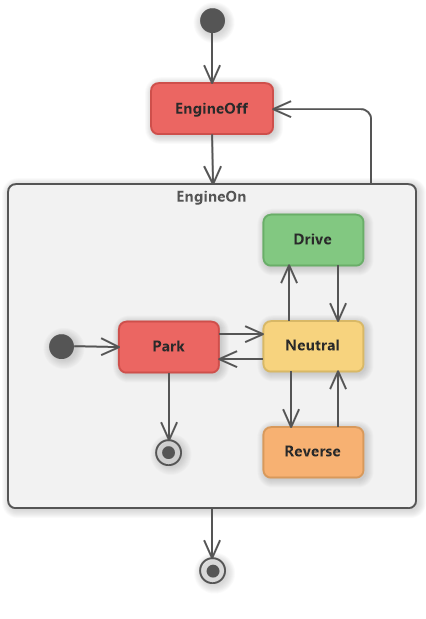 EngineOff
EngineOn
Drive
Park
Neutral
Reverse